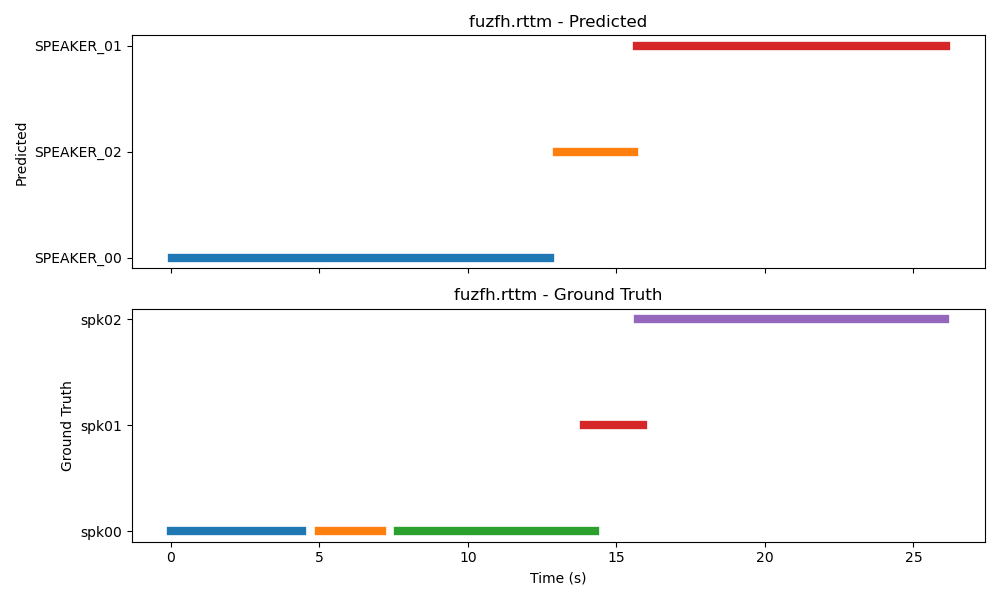 fuzfh.rttm - Predicted
SPEAKER_01
SPEAKER_02
SPEAKER_00
Predicted
fuzfh.rttm - Ground Truth
spk02
spk01
spk00
Ground Truth
0 5 10 15 20 25
Time (s)